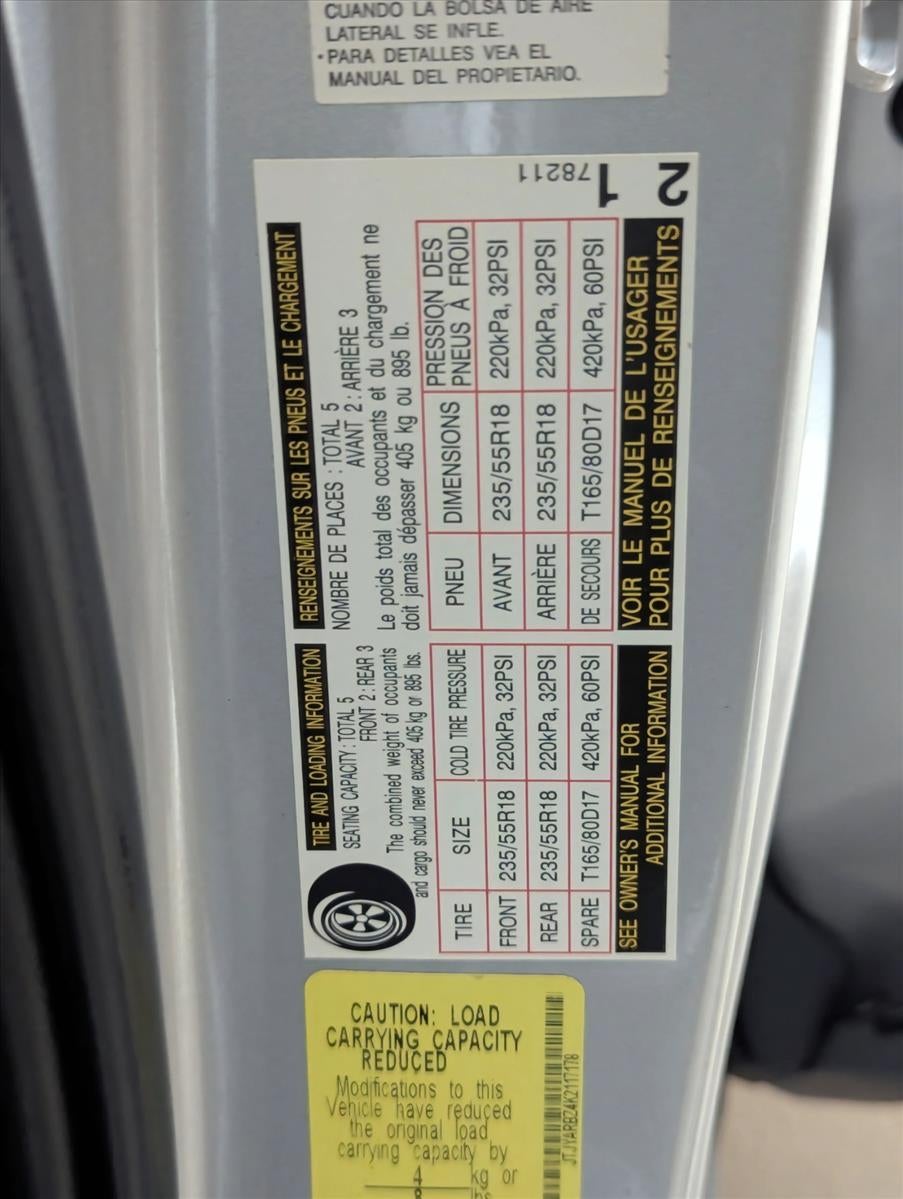 CUANDO LA BOLSA DE AIRE
LATERAL SE INFLE.
•PARA DETALLES VEA EL
MANUAL DEL PROPIETARIO.
TIRE AND LOADING INFORMATION
SEATING CAPACITY : TOTAL 5
FRONT 2 : REAR 3
The combined weight of occupants
and cargo should never exceed 405 kg or 895 lbs.
TIRE SIZE COLD TIRE PRESSURE
FRONT 235/55R18 220kPa, 32PSI
REAR 235/55R18 220kPa, 32PSI
SPARE T165/80D17 420kPa, 60PSI
SEE OWNER'S MANUAL FOR
ADDITIONAL INFORMATION
RENSEIGNEMENTS SUR LES PNEUS ET LE CHARGEMENT
NOMBRE DE PLACES : TOTAL 5
AVANT 2 : ARRIÈRE 3
Le poids total des occupants et du chargement ne
doit jamais dépasser 405 kg ou 895 lb.
PNEU DIMENSIONS PRESSION DES
PNEUS À FROID
AVANT 235/55R18 220kPa, 32PSI
ARRIÈRE 235/55R18 220kPa, 32PSI
DE SECOURS T165/80D17 420kPa, 60PSI
VOIR LE MANUEL DE L'USAGER
POUR PLUS DE RENSEIGNEMENTS
78211
1
2
CAUTION: LOAD
CARRYING CAPACITY
REDUCED
Modifications to this
Vehicle have reduced
the original load
carrying capacity by
4 kg or
lbs
JTJYARBZ4K2117178